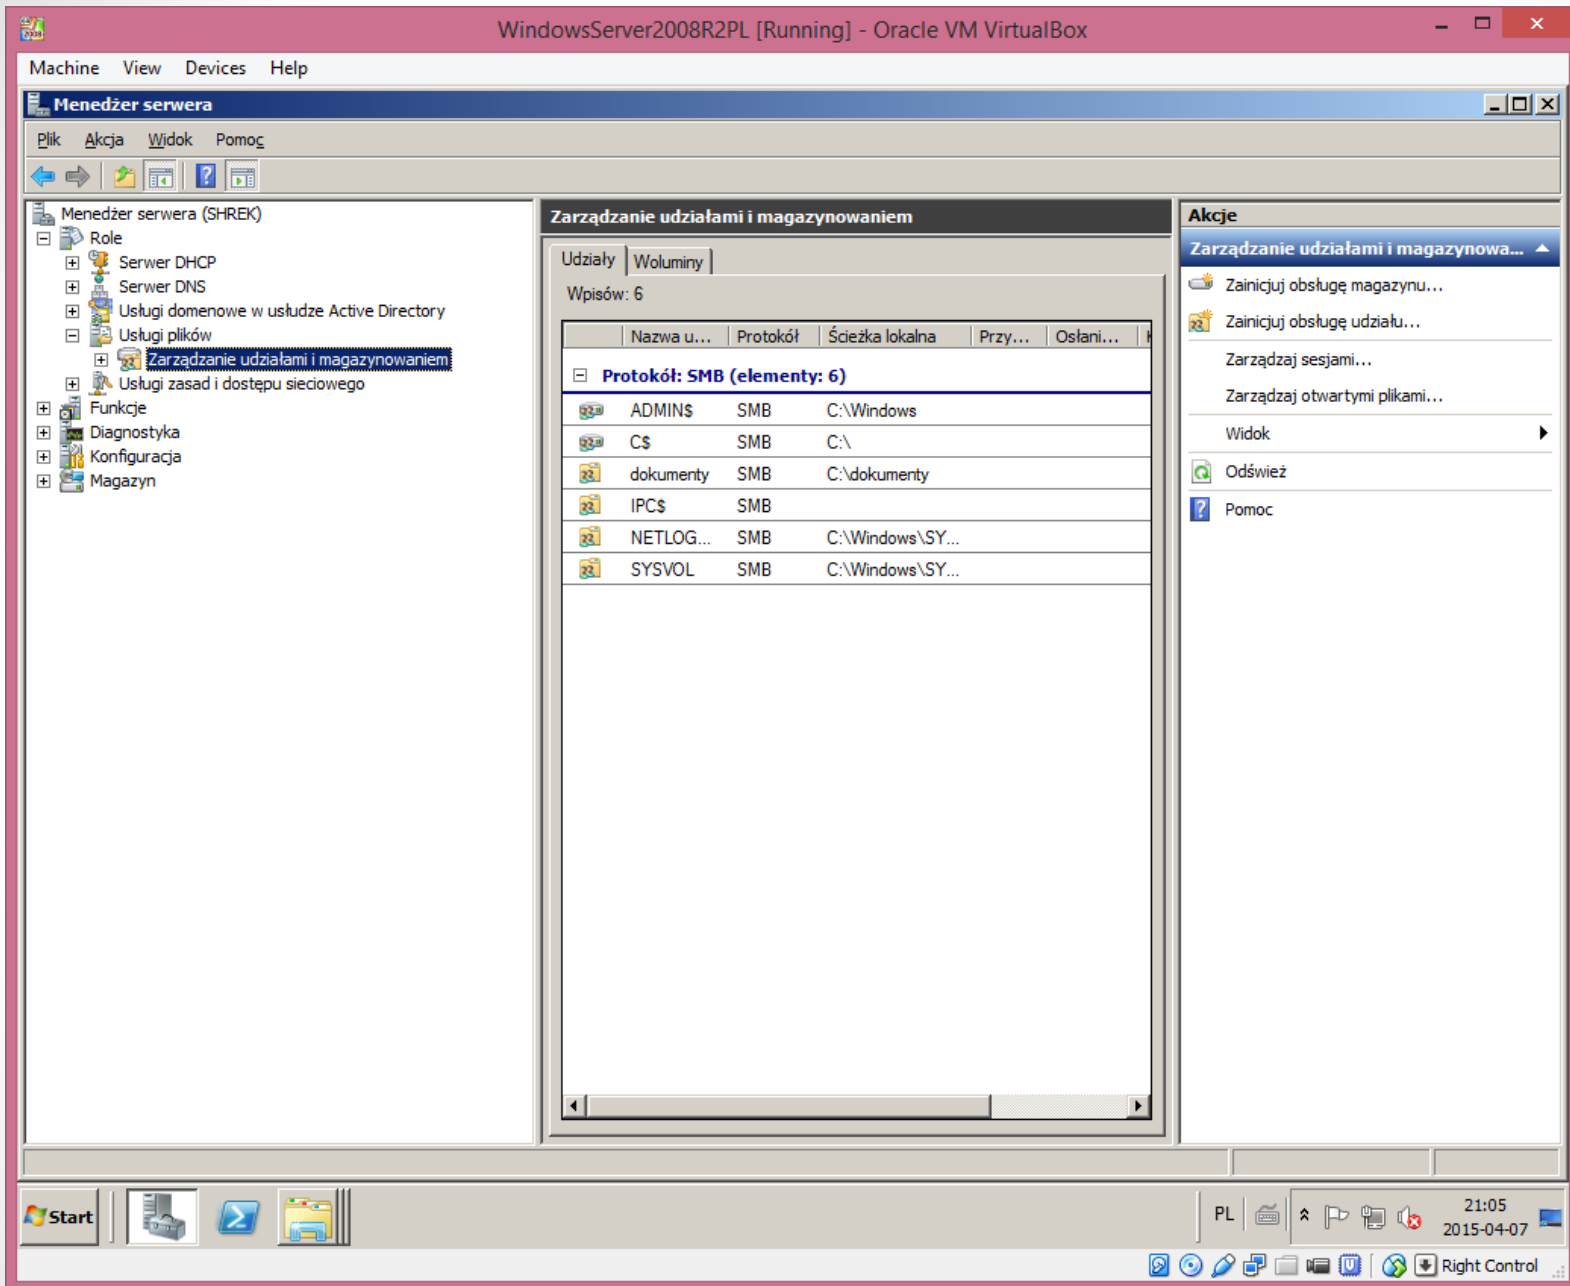 WindowsServer2008R2PL [Running] - Oracle VM VirtualBox
Machine View Devices Help
Menedżer serwera
Plik Akcja Widok Pomoc
Menedżer serwera (SHREK)
Role
Serwer DHCP
Serwer DNS
Usługi domenowe w usłudze Active Directory
Usługi plików
Zarządzanie udziałami i magazynowaniem
Usługi zasad i dostępu sieciowego
Funkcje
Diagnostyka
Konfiguracja
Magazyn
Zarządzanie udziałami i magazynowaniem
Udziały Woluminy
Wpisów: 6
Nazwa u... Protokół Ścieżka lokalna Przy... Osłani...
Protokół: SMB (elementy: 6)
ADMIN$ SMB C:\Windows
C$ SMB C:\
dokumenty SMB C:\dokumenty
IPC$ SMB
NETLOG... SMB C:\Windows\SY...
SYSVOL SMB C:\Windows\SY...
Akcje
Zarządzanie udziałami i magazynowa...
Zainicjuj obsługę magazynu...
Zainicjuj obsługę udziału...
Zarządzaj sesjami...
Zarządzaj otwartymi plikami...
Widok
Odśwież
Pomoc
Start
PL
21:05
2015-04-07
Right Control